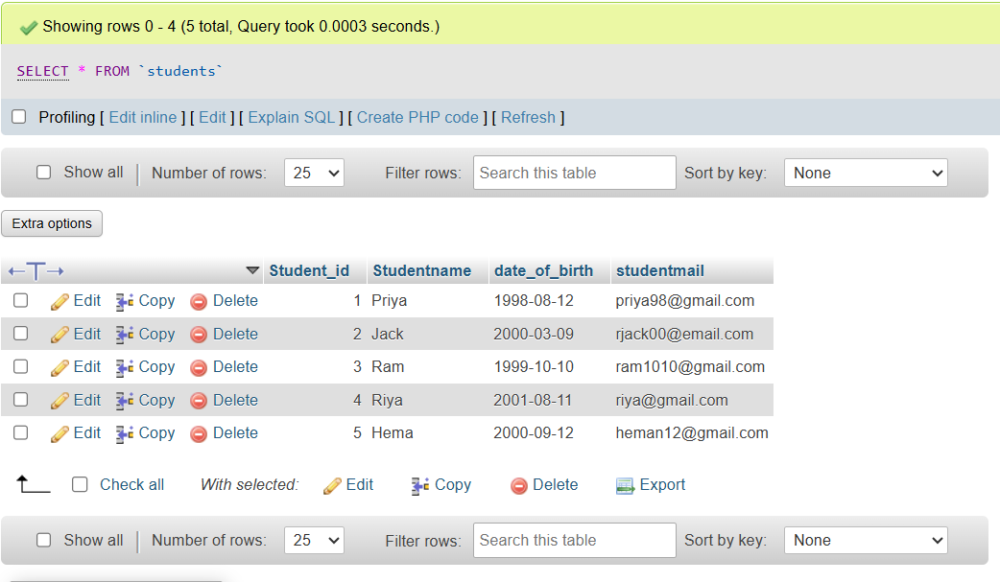 Showing rows 0 - 4 (5 total, Query took 0.0003 seconds.)
SELECT * FROM `students`
Profiling [ Edit inline ] [ Edit ] [ Explain SQL ] [ Create PHP code ] [ Refresh ]
Show all Number of rows: 25 Filter rows: Search this table Sort by key: None
Extra options
Student_id Studentname date_of_birth studentmail
Edit Copy Delete 1 Priya 1998-08-12 priya98@gmail.com
Edit Copy Delete 2 Jack 2000-03-09 rjack00@email.com
Edit Copy Delete 3 Ram 1999-10-10 ram1010@gmail.com
Edit Copy Delete 4 Riya 2001-08-11 riya@gmail.com
Edit Copy Delete 5 Hema 2000-09-12 heman12@gmail.com
Check all With selected: Edit Copy Delete Export
Show all Number of rows: 25 Filter rows: Search this table Sort by key: None